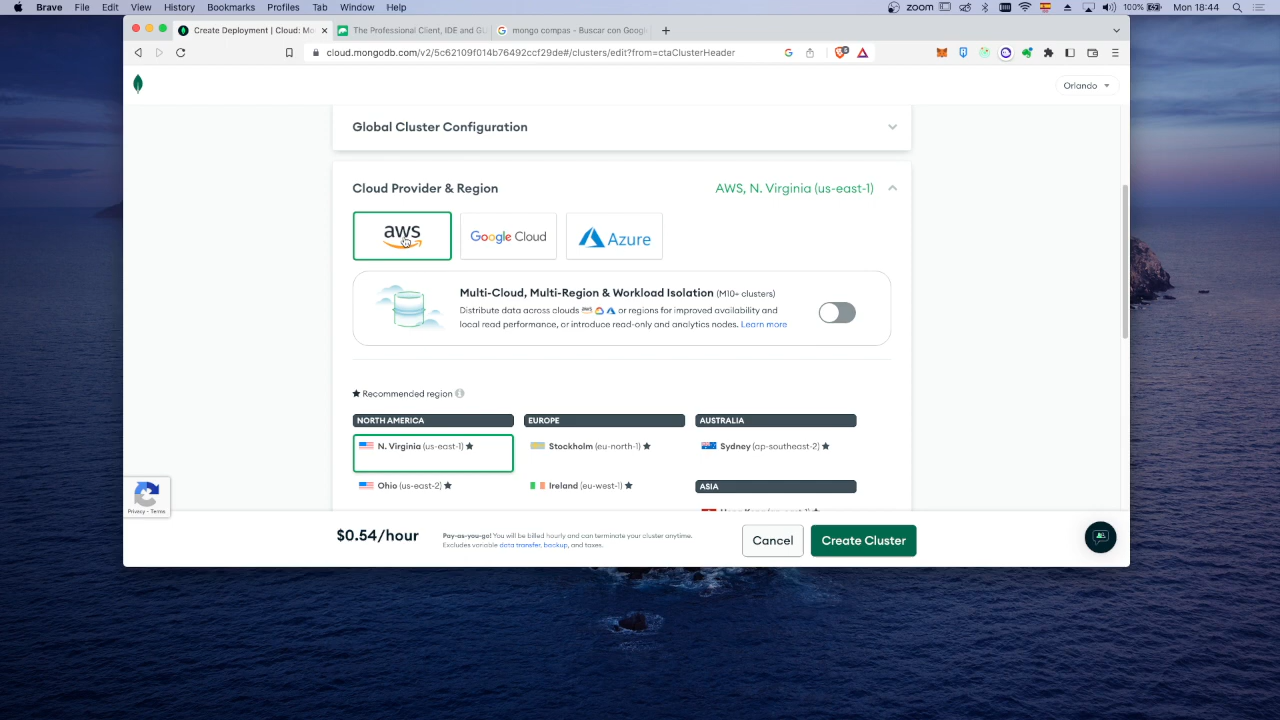 Brave File Edit View History Bookmarks Profiles Tab Window Help
zoom 100% Mon 18:44
Create Deployment | Cloud: Mo
The Professional Client, IDE and GU
mongo compas - Buscar con Googl
cloud.mongodb.com/v2/5c62109f014b76492ccf29de#/clusters/edit?from=ctaClusterHeader
Orlando
Global Cluster Configuration
Cloud Provider & Region
AWS, N. Virginia (us-east-1)
aws
Google Cloud
Azure
Multi-Cloud, Multi-Region & Workload Isolation (M10+ clusters)
Distribute data across clouds aws or regions for improved availability and
local read performance, or introduce read-only and analytics nodes. Learn more
Recommended region
NORTH AMERICA
EUROPE
AUSTRALIA
N. Virginia (us-east-1)
Stockholm (eu-north-1)
Sydney (ap-southeast-2)
Ohio (us-east-2)
Ireland (eu-west-1)
ASIA
Privacy - Terms
$0.54/hour
Pay-as-you-go! You will be billed hourly and can terminate your cluster anytime.
Excludes variable data transfer, backup, and taxes.
Cancel
Create Cluster